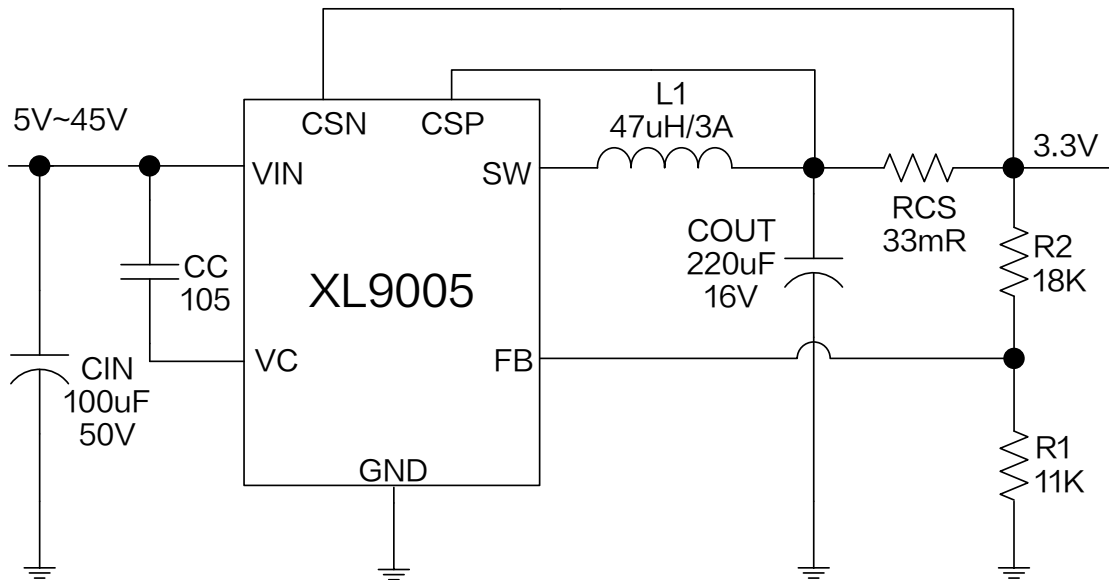 CSN
CSP
L1
47uH/3A
5V~45V
3.3V
VIN
SW
RCS
33mR
COUT
220uF
16V
R2
18K
CC
105
XL9005
VC
FB
CIN
100uF
50V
GND
R1
11K